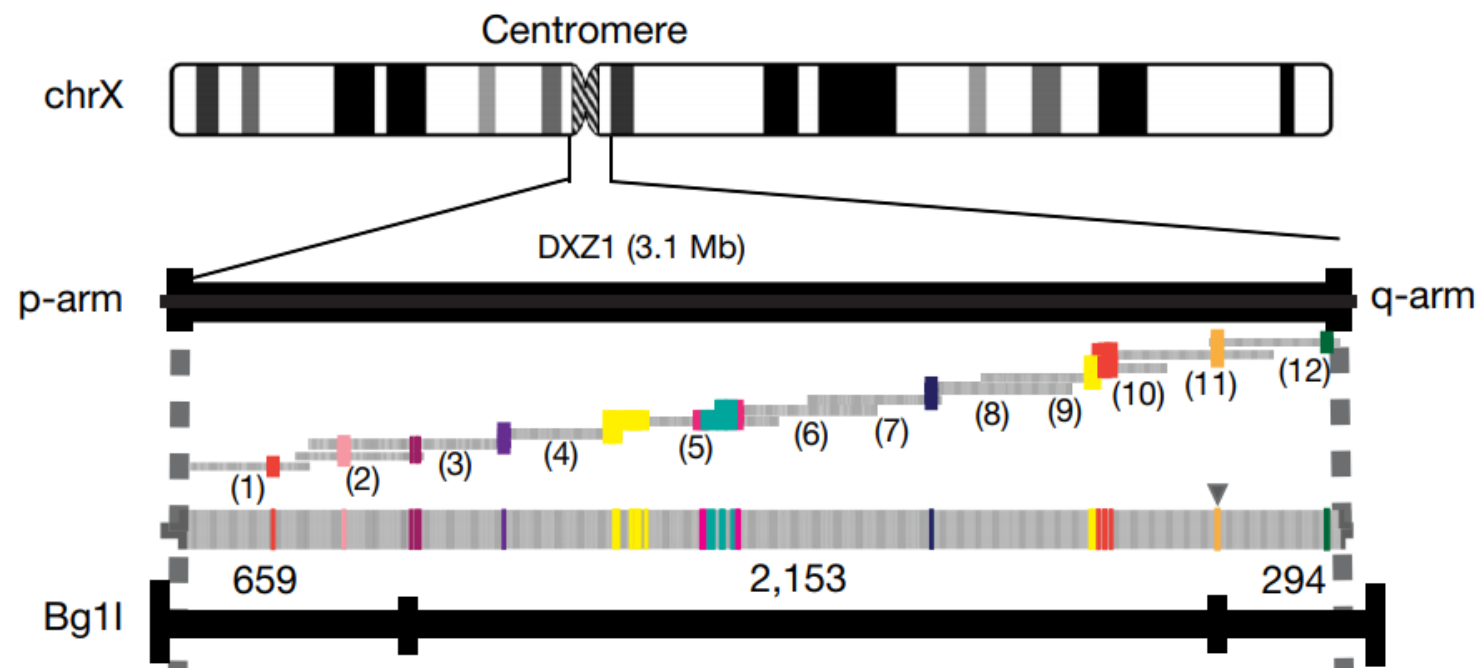 Centromere
chrX
DXZ1 (3.1 Mb)
p-arm
q-arm
(1)
(2)
(3)
(4)
(5)
(6)
(7)
(8)
(9)
(10)
(11)
(12)
659
2,153
294
Bg1I